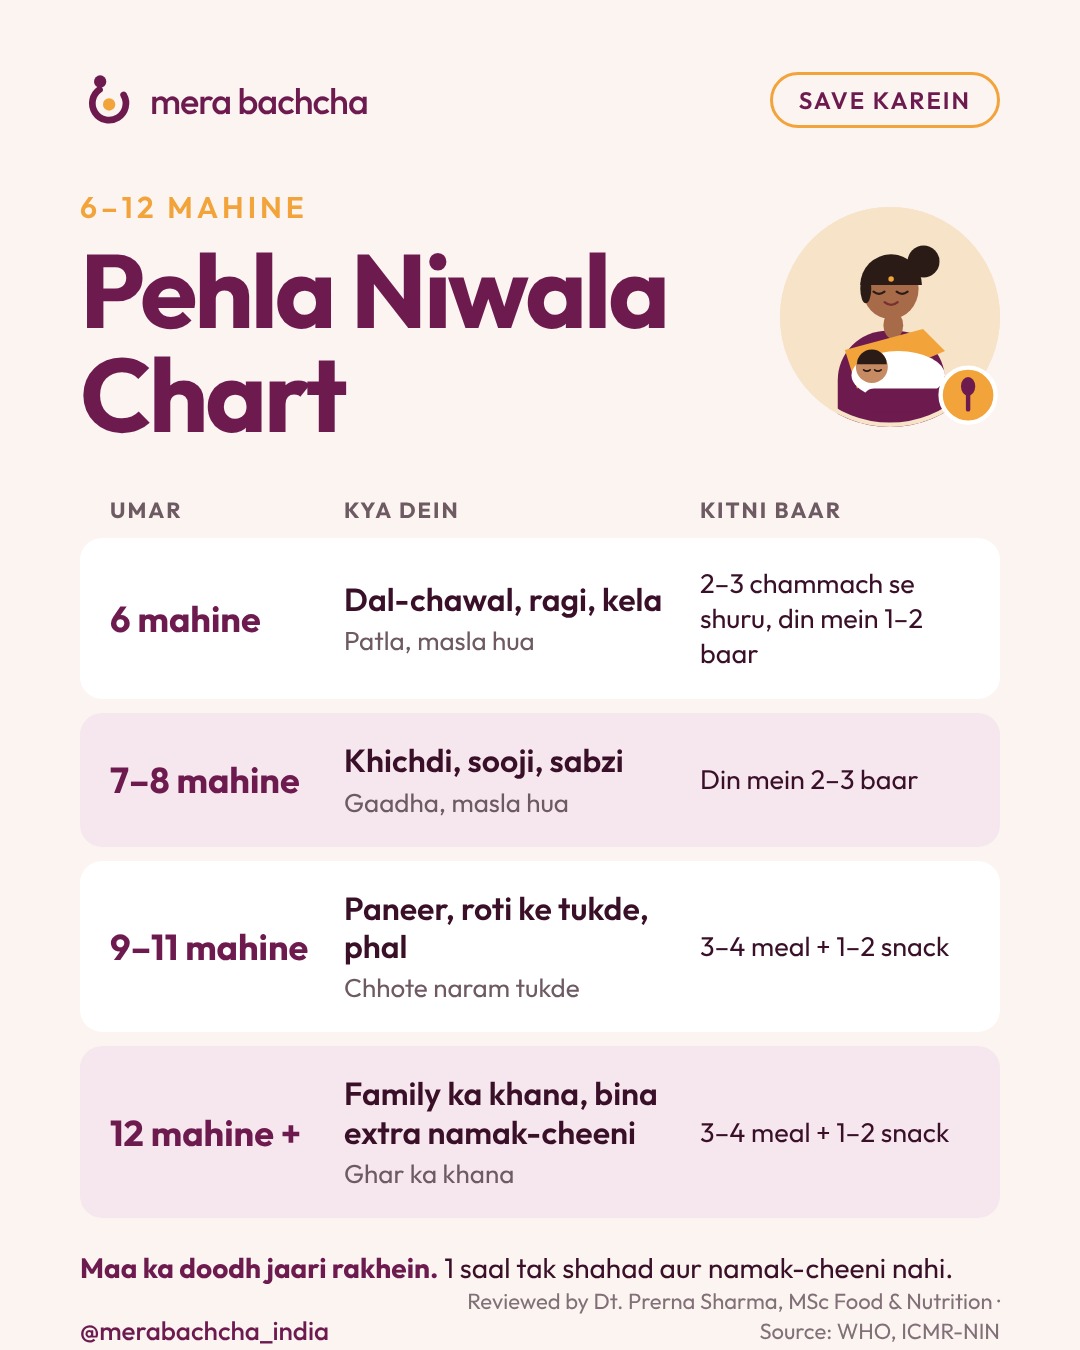 mera bachcha
SAVE KAREIN
6–12 MAHINE
Pehla Niwala
Chart
UMAR
KYA DEIN
KITNI BAAR
6 mahine
Dal-chawal, ragi, kela
Patla, masla hua
2–3 chammach se
shuru, din mein 1–2
baar
7–8 mahine
Khichdi, sooji, sabzi
Gaadha, masla hua
Din mein 2–3 baar
9–11 mahine
Paneer, roti ke tukde,
phal
Chhote naram tukde
3–4 meal + 1–2 snack
12 mahine +
Family ka khana, bina
extra namak-cheeni
Ghar ka khana
3–4 meal + 1–2 snack
Maa ka doodh jaari rakhein. 1 saal tak shahad aur namak-cheeni nahi.
@merabachcha_india
Reviewed by Dt. Prerna Sharma, MSc Food & Nutrition ·
Source: WHO, ICMR-NIN